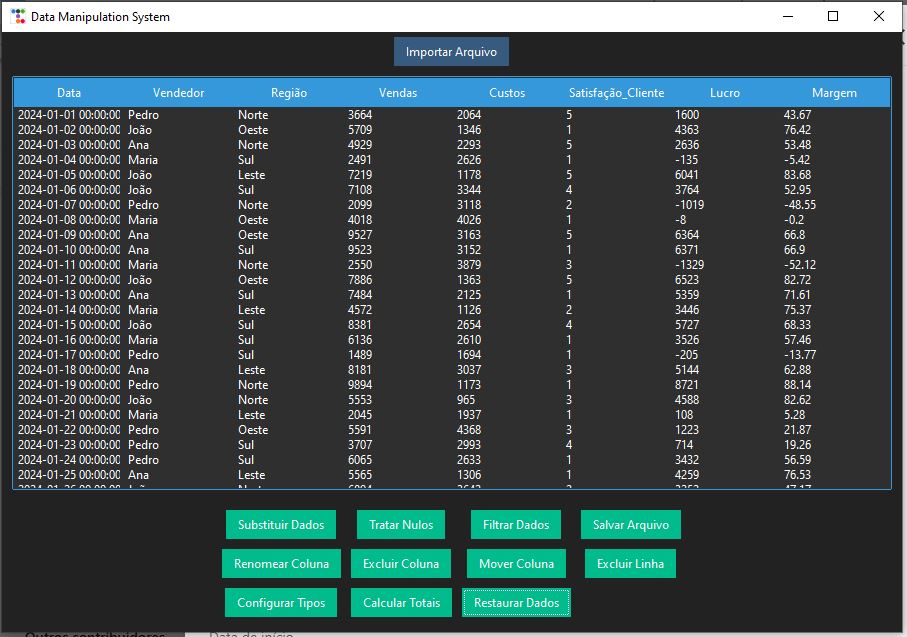 Data Manipulation System
Importar Arquivo
Data Vendedor Região Vendas Custos Satisfação_Cliente Lucro Margem
2024-01-01 00:00:00 Pedro Norte 3664 2064 5 1600 43.67
2024-01-02 00:00:00 João Oeste 5709 1346 1 4363 76.42
2024-01-03 00:00:00 Ana Norte 4929 2293 5 2636 53.48
2024-01-04 00:00:00 Maria Sul 2491 2626 1 -135 -5.42
2024-01-05 00:00:00 João Leste 7219 1178 5 6041 83.68
2024-01-06 00:00:00 João Sul 7108 3344 4 3764 52.95
2024-01-07 00:00:00 Pedro Norte 2099 3118 2 -1019 -48.55
2024-01-08 00:00:00 Maria Oeste 4018 4026 1 -8 -0.2
2024-01-09 00:00:00 Ana Oeste 9527 3163 5 6364 66.8
2024-01-10 00:00:00 Ana Sul 9523 3152 1 6371 66.9
2024-01-11 00:00:00 Maria Norte 2550 3879 3 -1329 -52.12
2024-01-12 00:00:00 João Oeste 7886 1363 5 6523 82.72
2024-01-13 00:00:00 Ana Sul 7484 2125 1 5359 71.61
2024-01-14 00:00:00 Maria Leste 4572 1126 2 3446 75.37
2024-01-15 00:00:00 João Sul 8381 2654 4 5727 68.33
2024-01-16 00:00:00 Maria Sul 6136 2610 1 3526 57.46
2024-01-17 00:00:00 Pedro Sul 1489 1694 1 -205 -13.77
2024-01-18 00:00:00 Ana Leste 8181 3037 3 5144 62.88
2024-01-19 00:00:00 Pedro Norte 9894 1173 1 8721 88.14
2024-01-20 00:00:00 João Norte 5553 965 3 4588 82.62
2024-01-21 00:00:00 Maria Leste 2045 1937 1 108 5.28
2024-01-22 00:00:00 Pedro Oeste 5591 4368 3 1223 21.87
2024-01-23 00:00:00 Pedro Sul 3707 2993 4 714 19.26
2024-01-24 00:00:00 Pedro Sul 6065 2633 1 3432 56.59
2024-01-25 00:00:00 Ana Leste 5565 1306 1 4259 76.53
Substituir Dados Tratar Nulos Filtrar Dados Salvar Arquivo
Renomear Coluna Excluir Coluna Mover Coluna Excluir Linha
Configurar Tipos Calcular Totais Restaurar Dados
Outros contribuidores Data de início